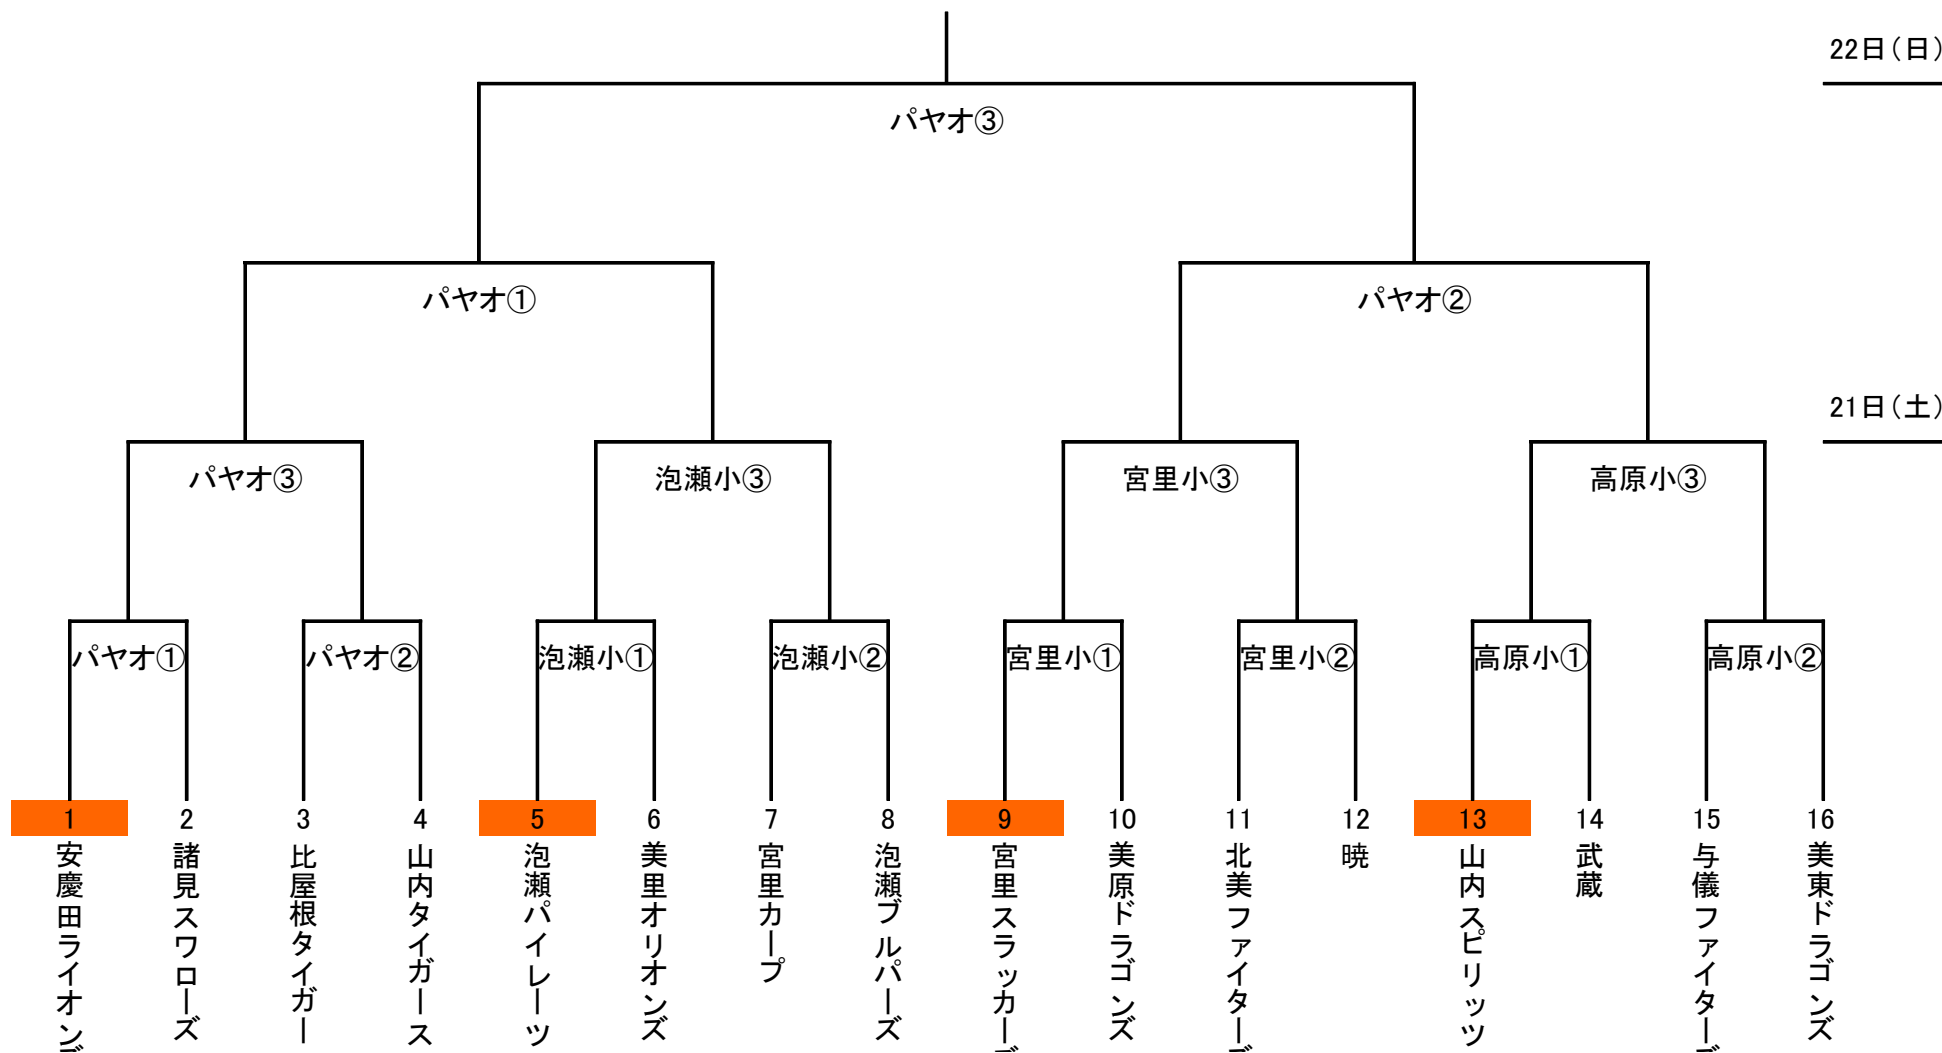 22日(日)
パヤオ③
パヤオ①
パヤオ②
21日(土)
パヤオ③
泡瀬小③
宮里小③
高原小③
パヤオ①
パヤオ②
泡瀬小①
泡瀬小②
宮里小①
宮里小②
高原小①
高原小②
1
2
3
4
5
6
7
8
9
10
11
12
13
14
15
16
安慶田ライオンズ
諸見スワローズ
比屋根タイガー
山内タイガース
泡瀬パイレーツ
美里オリオンズ
宮里カープ
泡瀬ブルパーズ
宮里スラッカーズ
美原ドラゴンズ
北美ファイターズ
暁
山内スピリッツ
武蔵
与儀ファイターズ
美東ドラゴンズ